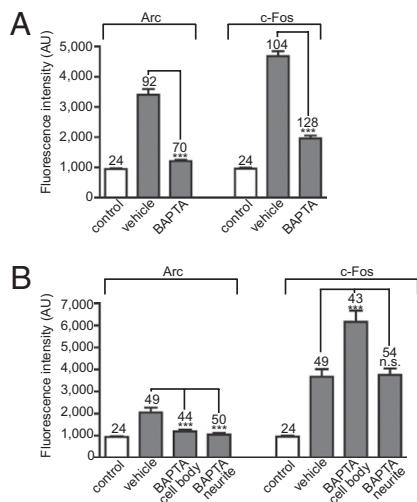 A
Arc
c-Fos
Fluorescence intensity (AU)
5,000
4,000
3,000
2,000
1,000
0
24
92
70
***
24
104
128
***
control
vehicle
BAPTA
control
vehicle
BAPTA
B
Arc
c-Fos
Fluorescence intensity (AU)
7,000
6,000
5,000
4,000
3,000
2,000
1,000
0
24
49
44
***
50
***
24
49
43
***
54
n.s.
control
vehicle
BAPTA
cell body
BAPTA
neurite
control
vehicle
BAPTA
cell body
BAPTA
neurite